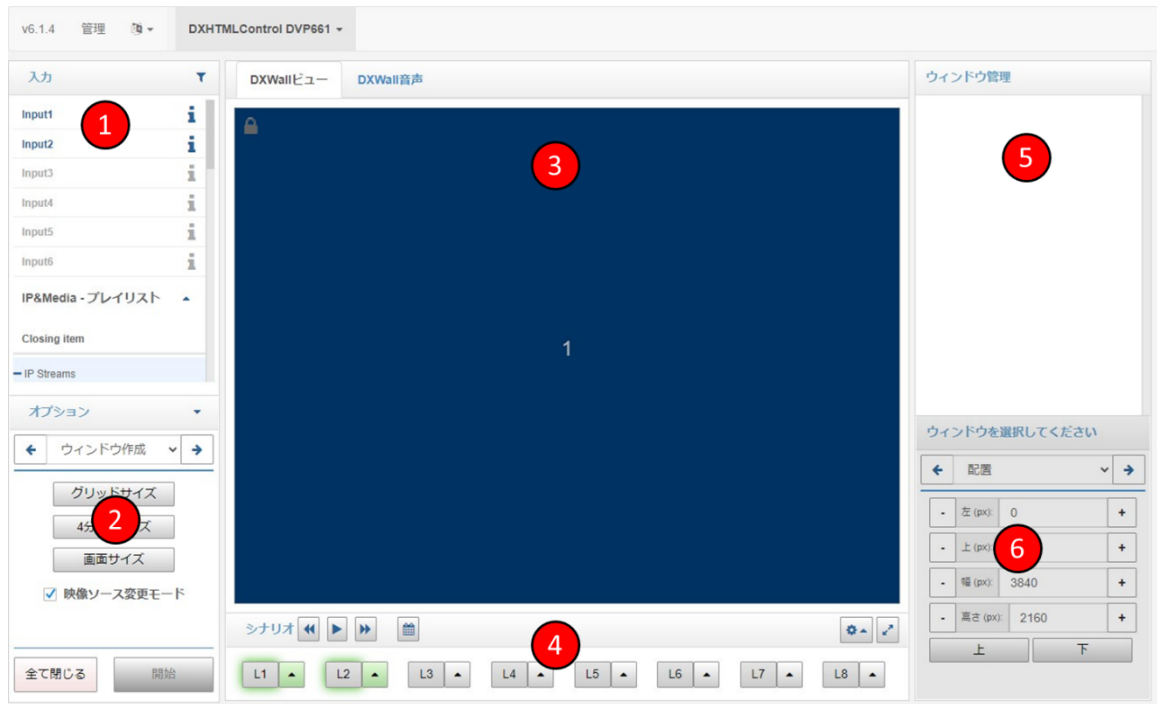 v6.1.4 管理 DXHTMLControl DVP661
入力
Input1
Input2
Input3
Input4
Input5
Input6
IP&Media - プレイリスト
Closing item
IP Streams
オプション
ウィンドウ作成
グリッドサイズ
4分 ズ
画面サイズ
映像ソース変更モード
全て閉じる 開始
1
2
DXWallビュー DXWall音声
3
1
シナリオ
4
L1 L2 L3 L4 L5 L6 L7 L8
ウィンドウ管理
5
ウィンドウを選択してください
配置
- 左 (px): 0 +
- 上 (px): +
6
- 幅 (px): 3840 +
- 高さ (px): 2160 +
上 下